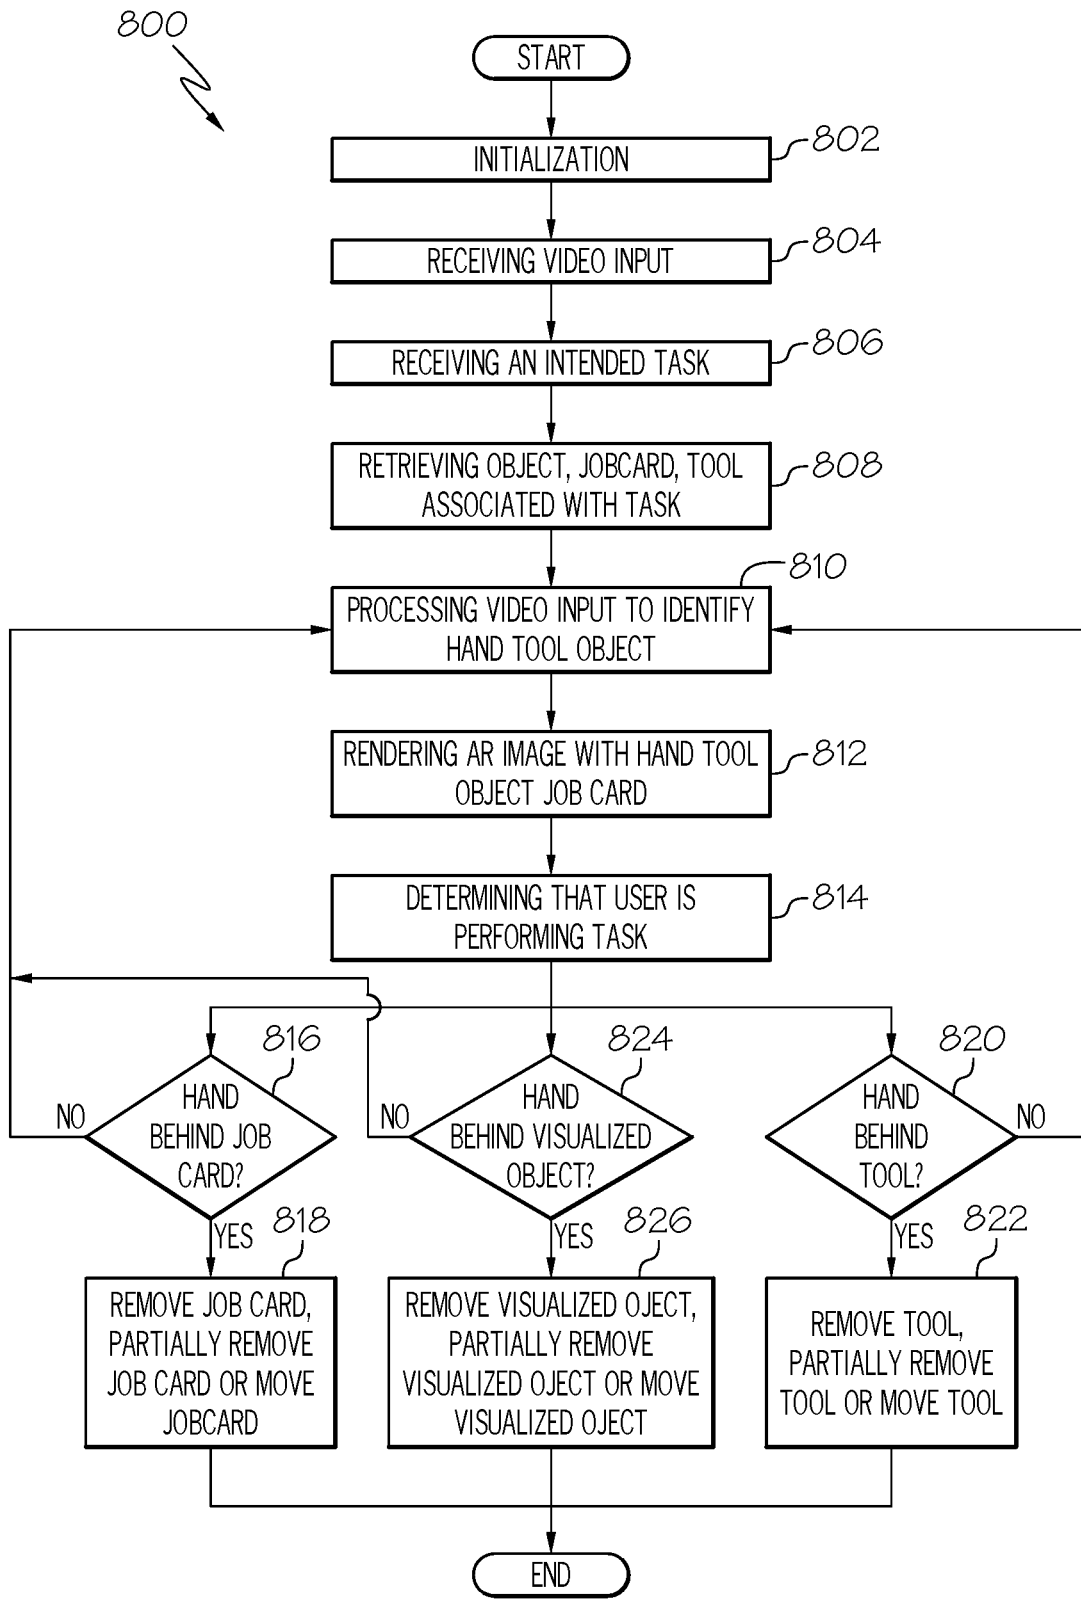 800
START
INITIALIZATION
802
RECEIVING VIDEO INPUT
804
RECEIVING AN INTENDED TASK
806
RETRIEVING OBJECT, JOBCARD, TOOL
ASSOCIATED WITH TASK
808
810
PROCESSING VIDEO INPUT TO IDENTIFY
HAND TOOL OBJECT
RENDERING AR IMAGE WITH HAND TOOL
OBJECT JOB CARD
812
DETERMINING THAT USER IS
PERFORMING TASK
814
816
HAND
BEHIND JOB
CARD?
NO
YES
824
HAND
BEHIND VISUALIZED
OBJECT?
NO
YES
820
HAND
BEHIND
TOOL?
NO
YES
818
REMOVE JOB CARD,
PARTIALLY REMOVE
JOB CARD OR MOVE
JOBCARD
826
REMOVE VISUALIZED OJECT,
PARTIALLY REMOVE
VISUALIZED OJECT OR MOVE
VISUALIZED OJECT
822
REMOVE TOOL,
PARTIALLY REMOVE
TOOL OR MOVE TOOL
END